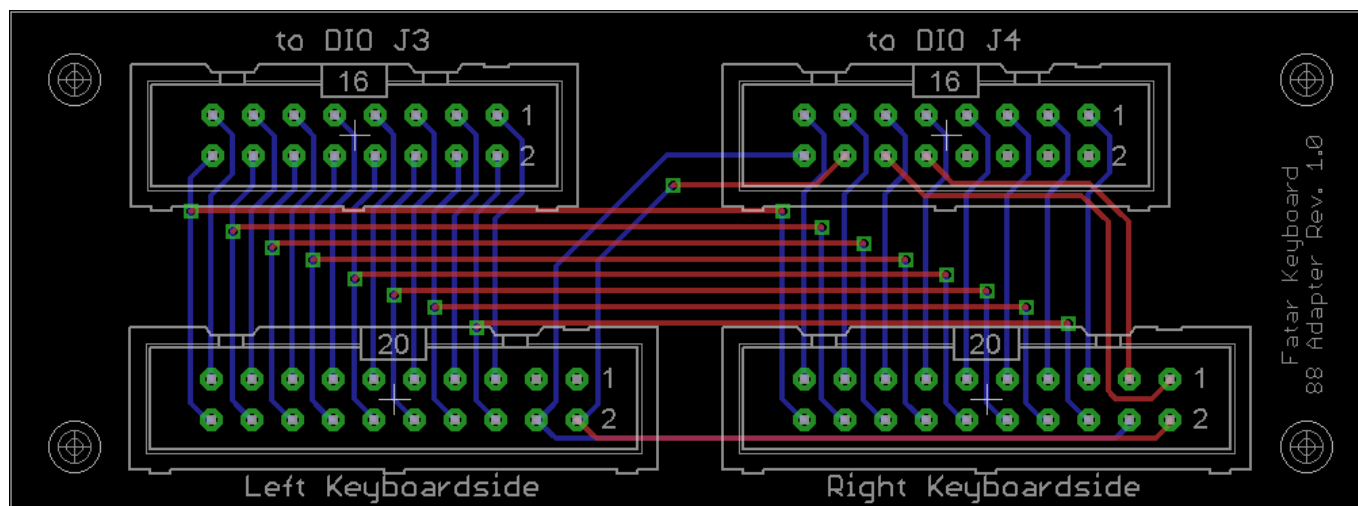 to DIO J3
to DIO J4
16
1
2
16
1
2
Fatar Keyboard
88 Adapter Rev. 1.0
20
1
2
20
1
2
Left Keyboardside
Right Keyboardside